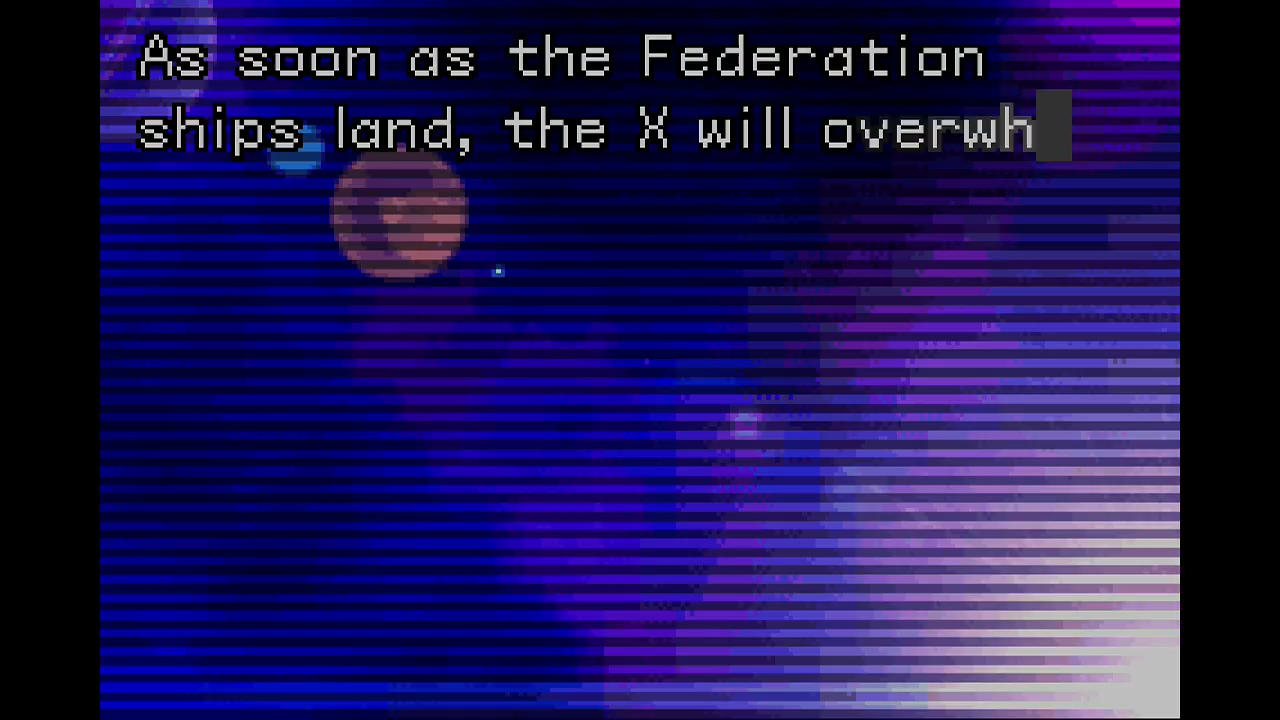 As soon as the Federation
ships land, the X will overwh